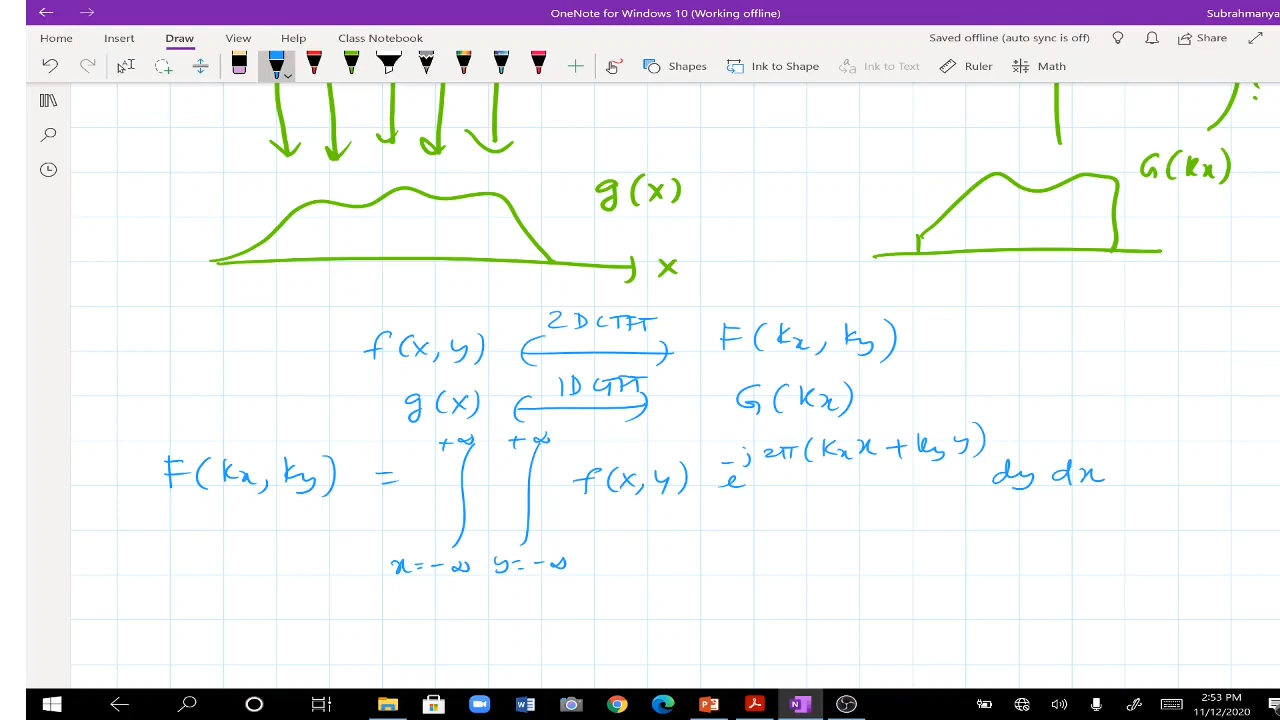 OneNote for Windows 10 (Working offline)
Subrahmanya
Home Insert Draw View Help Class Notebook
Saved offline (auto sync is off) Share
Shapes Ink to Shape Ink to Text Ruler Math
?
g(x)
G(kx)
x
f(x,y) 2D CTFT F(kx, ky)
g(x) 1D CTFT G(kx)
F(kx, ky) = ∫ x=-∞ +∞ ∫ y=-∞ +∞ f(x,y) e^-j2π(kx x + ky y) dy dx
2:53 PM
11/12/2020